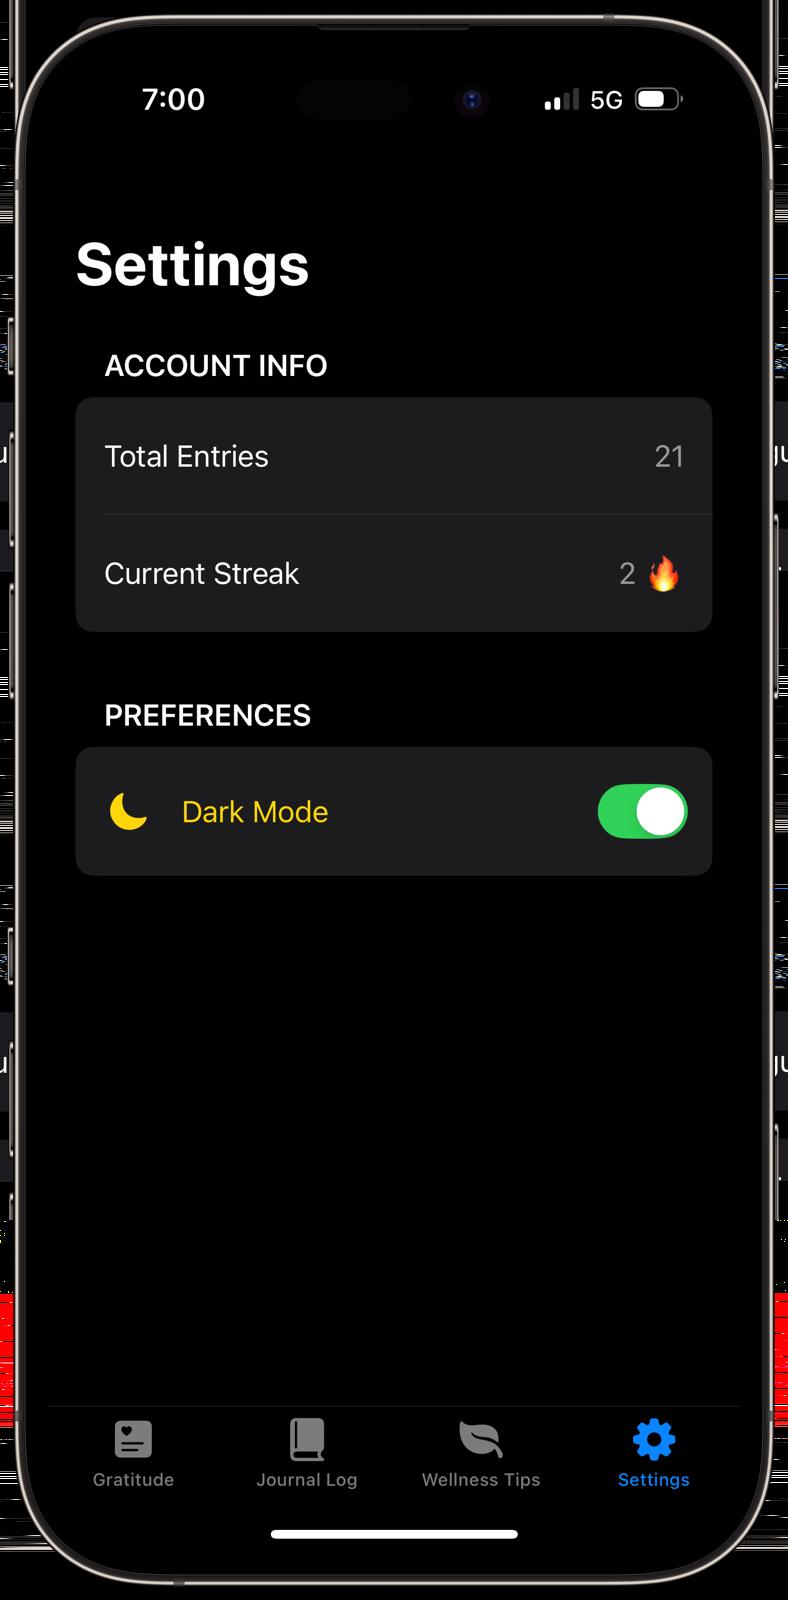 7:00 5G
Settings
ACCOUNT INFO
Total Entries 21
Current Streak 2 🔥
PREFERENCES
Dark Mode
Gratitude Journal Log Wellness Tips Settings